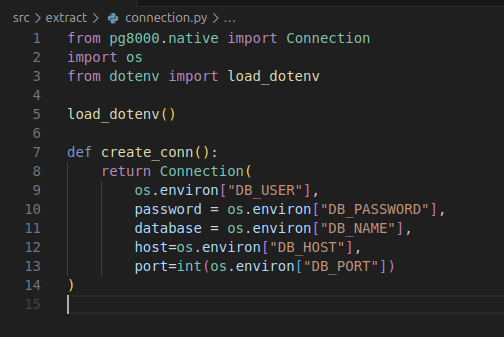 src > extract > connection.py > ...
1 from pg8000.native import Connection
2 import os
3 from dotenv import load_dotenv
4
5 load_dotenv()
6
7 def create_conn():
8     return Connection(
9         os.environ["DB_USER"],
10         password = os.environ["DB_PASSWORD"],
11         database = os.environ["DB_NAME"],
12         host=os.environ["DB_HOST"],
13         port=int(os.environ["DB_PORT"])
14 )
15